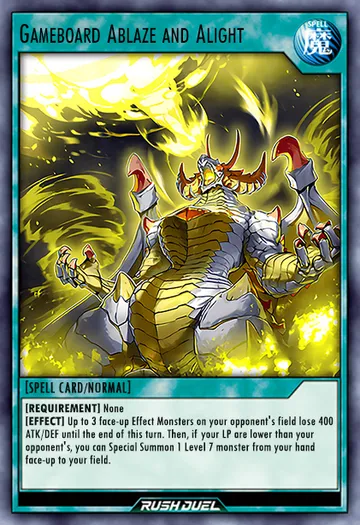 Gameboard Ablaze and Alight
SPELL
魔
[SPELL CARD/NORMAL]
[REQUIREMENT] None
[EFFECT] Up to 3 face-up Effect Monsters on your opponent's field lose 400
ATK/DEF until the end of this turn. Then, if your LP are lower than your
opponent's, you can Special Summon 1 Level 7 monster from your hand
face-up to your field.
RUSH DUEL